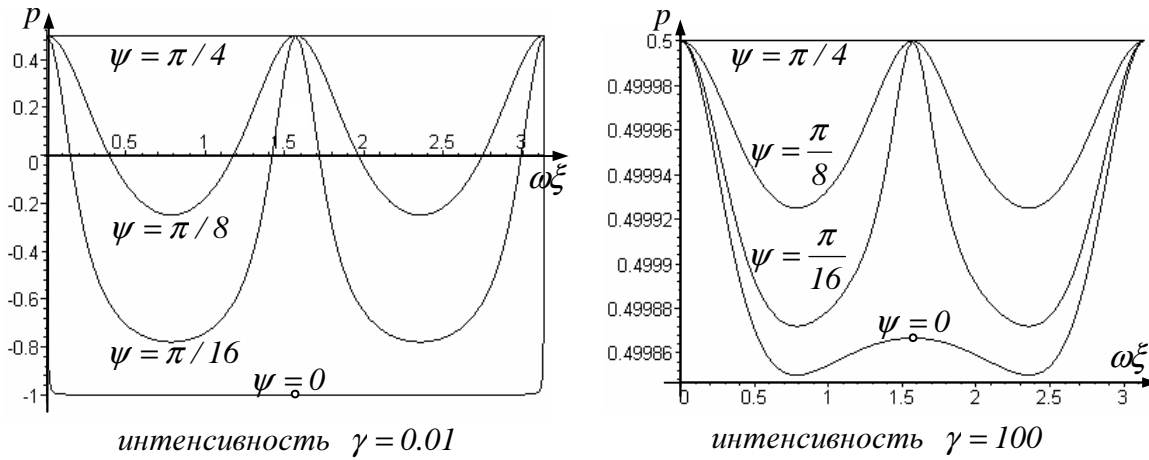 p
0.4
ψ = π / 4
0.2
0.5
1
1.5
2
2.5
3
0
ωξ
-0.2
ψ = π / 8
-0.4
-0.6
-0.8
ψ = π / 16
ψ = 0
-1
интенсивность γ = 0.01
p
0.5
ψ = π / 4
0.49998
0.49996
ψ = π/8
0.49994
0.49992
ψ = π/16
0.4999
0.49988
ψ = 0
0.49986
ωξ
0
0.5
1
1.5
2
2.5
3
интенсивность γ = 100